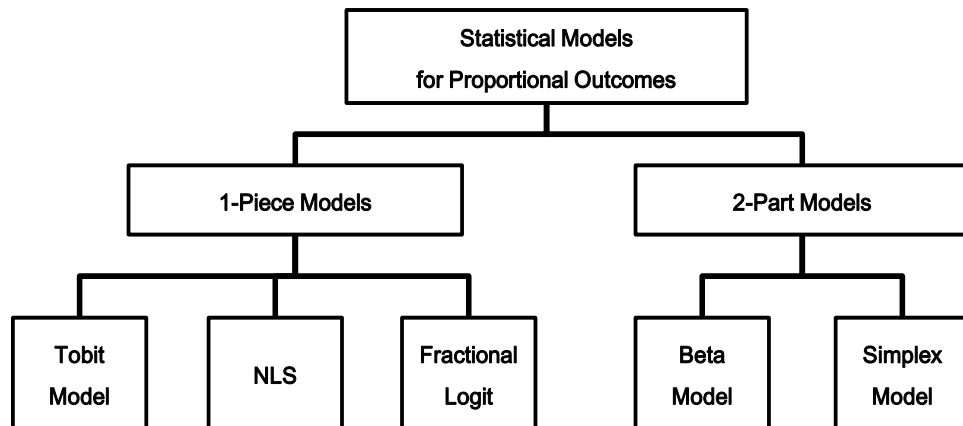 Statistical Models
for Proportional Outcomes
1-Piece Models
2-Part Models
Tobit
Model
NLS
Fractional
Logit
Beta
Model
Simplex
Model